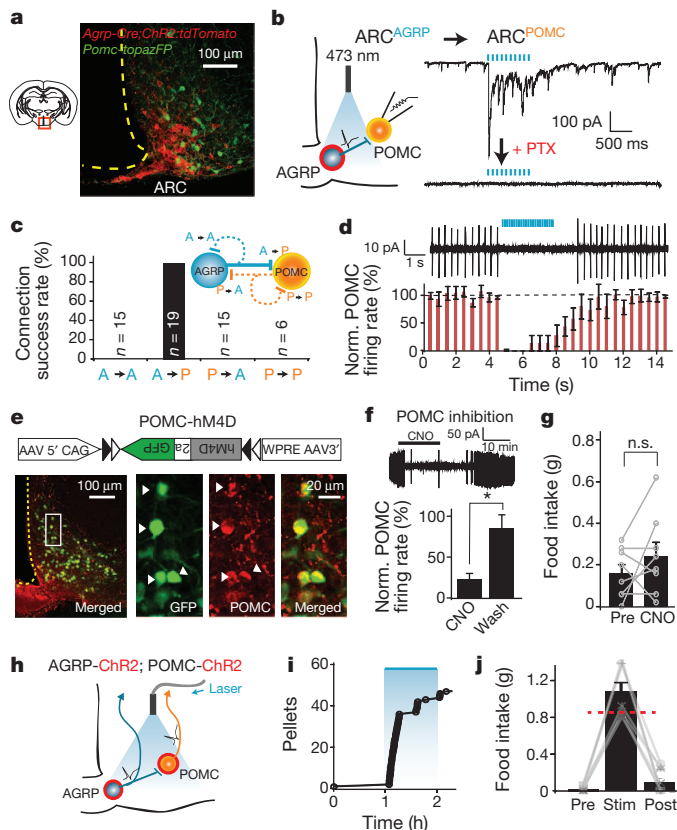 a
Agrp-Cre;ChR2:tdTomato
Pomc-topazFP
100 μm
ARC
b
473 nm
ARC^AGRP → ARC^POMC
AGRP
POMC
100 pA
500 ms
+ PTX
c
Connection success rate (%)
100
80
60
40
20
0
n = 15
n = 19
n = 15
n = 6
A → A
A → P
P → A
P → P
A → A
A → P
AGRP
POMC
P → A
P → P
d
10 pA
1 s
Norm. POMC firing rate (%)
100
50
0
0 2 4 6 8 10 12 14
Time (s)
e
POMC-hM4D
AAV 5′ CAG
GFP
2a
hM4D
WPRE AAV3′
100 μm
20 μm
Merged
GFP
POMC
Merged
f
POMC inhibition
CNO
50 pA
10 min
*
Norm. POMC firing rate (%)
100
50
0
CNO
Wash
g
n.s.
Food intake (g)
0.8
0.6
0.4
0.2
0
Pre CNO
h
AGRP-ChR2; POMC-ChR2
Laser
POMC
AGRP
i
Pellets
60
40
20
0
0 1 2
Time (h)
j
Food intake (g)
1.2
0.8
0.4
0
Pre Stim Post